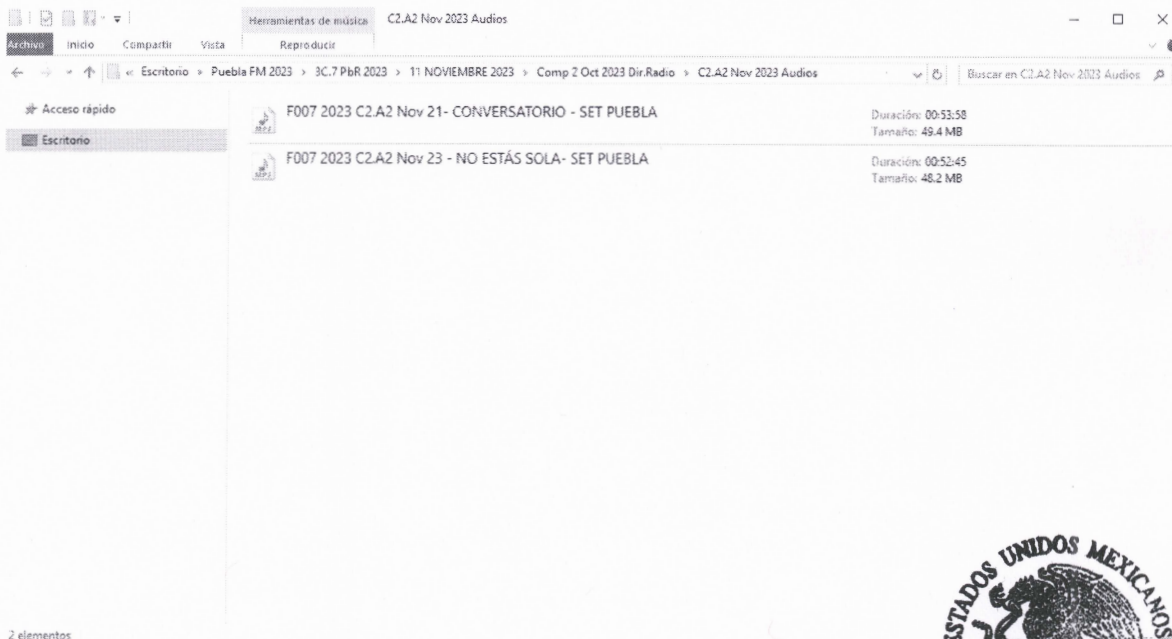 Herramientas de música C2.A2 Nov 2023 Audios
Archivo Inicio Compartir Vista Reproducir
« Escritorio > Puebla FM 2023 > 3C.7 PbR 2023 > 11 NOVIEMBRE 2023 > Comp 2 Oct 2023 Dir.Radio > C2.A2 Nov 2023 Audios
Buscar en C2.A2 Nov 2023 Audios
Acceso rápido
Escritorio
F007 2023 C2.A2 Nov 21- CONVERSATORIO - SET PUEBLA
MP3
Duración: 00:53:58
Tamaño: 49.4 MB
F007 2023 C2.A2 Nov 23 - NO ESTÁS SOLA- SET PUEBLA
MP3
Duración: 00:52:45
Tamaño: 48.2 MB
2 elementos
ESTADOS UNIDOS MEXICANOS